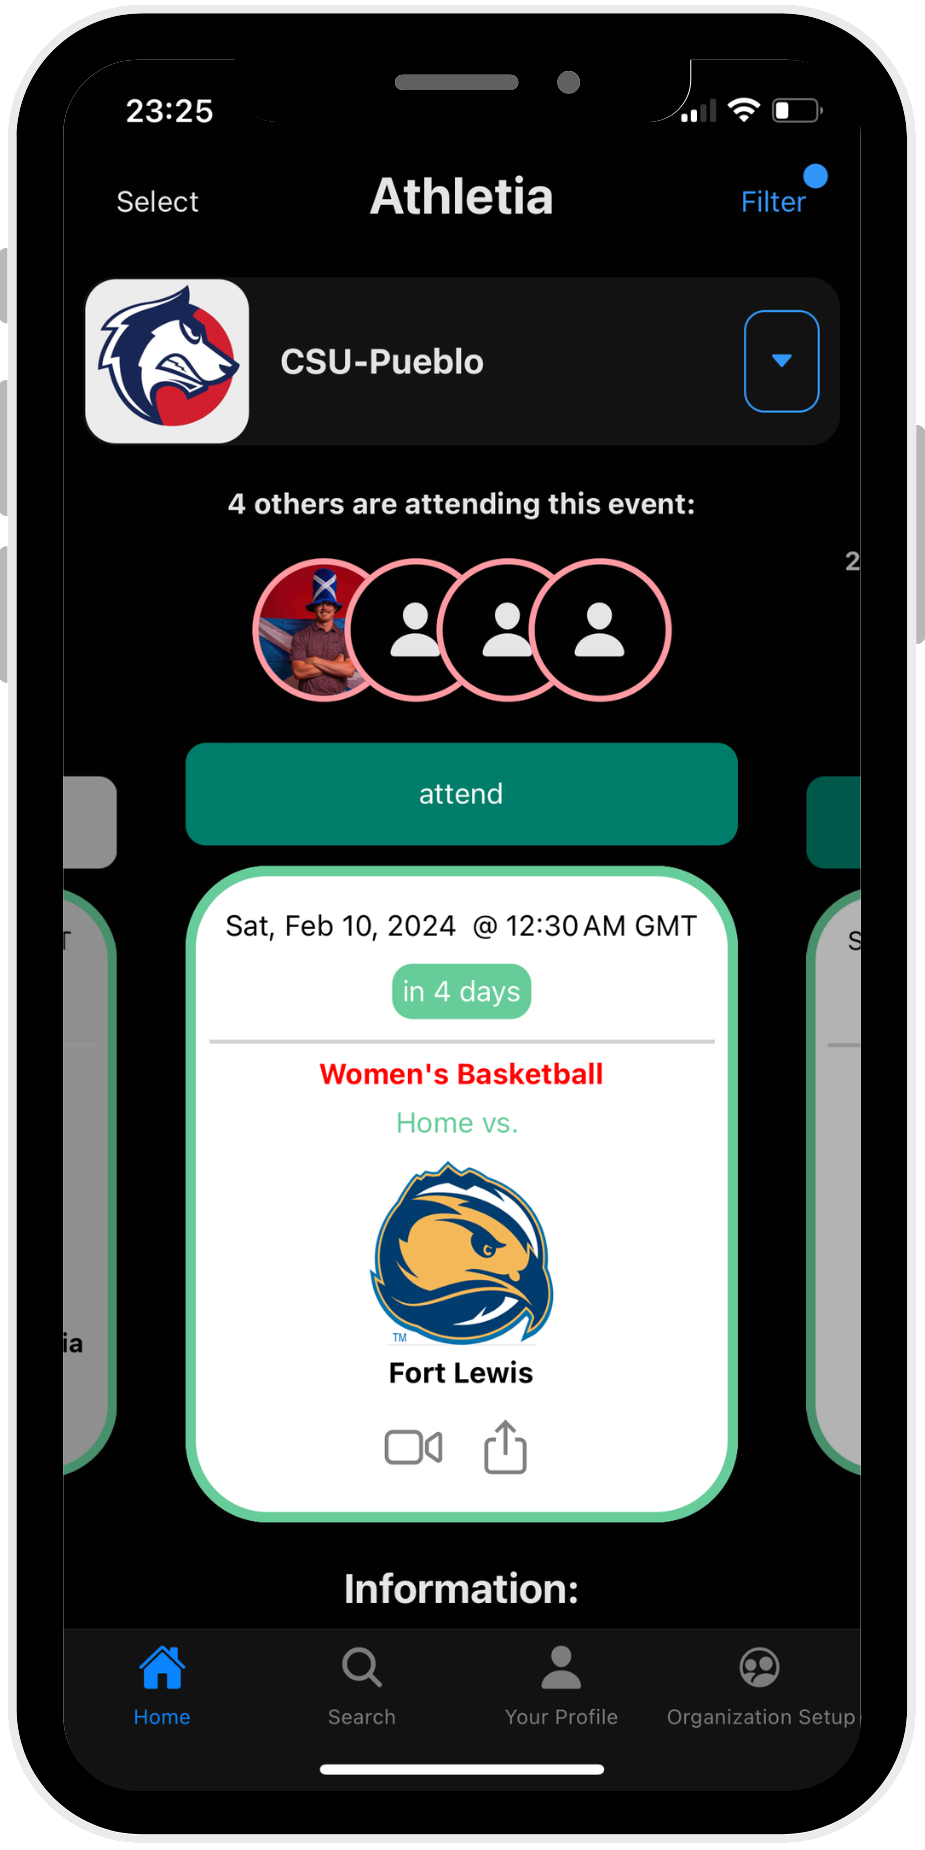 23:25
Select
Athletia
Filter
CSU-Pueblo
4 others are attending this event:
2
attend
T
Sat, Feb 10, 2024 @ 12:30 AM GMT
S
in 4 days
Women's Basketball
Home vs.
TM
ia
Fort Lewis
Information:
Home
Search
Your Profile
Organization Setup